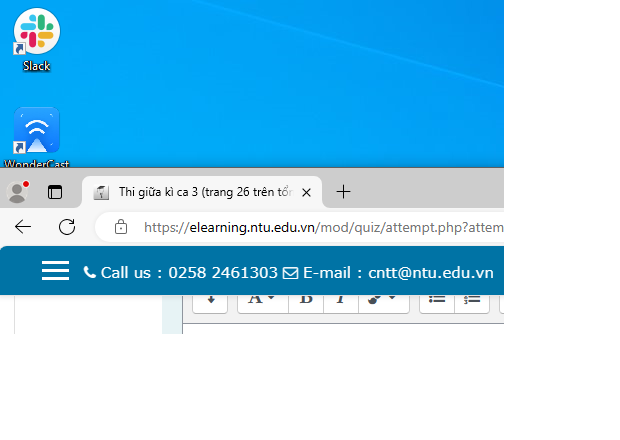 Slack
WonderCast
Thi giữa kì ca 3 (trang 26 trên tổn
https://elearning.ntu.edu.vn/mod/quiz/attempt.php?attem
Call us : 0258 2461303 E-mail : cntt@ntu.edu.vn
A B I